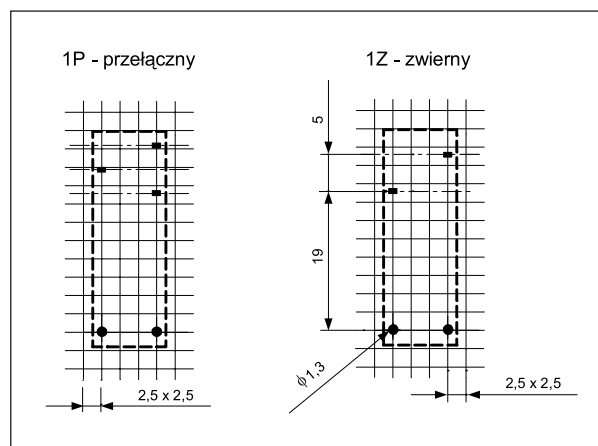 1P - przełączny
1Z - zwierny
5
19
ϕ1,3
2,5 x 2,5
2,5 x 2,5